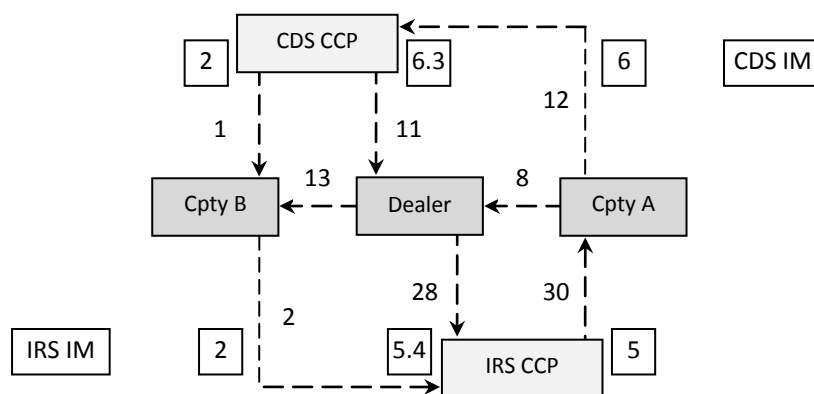 CDS CCP
2
6.3
6
CDS IM
12
1
11
13
8
Cpty B
Dealer
Cpty A
28
30
2
IRS IM
2
5.4
5
IRS CCP